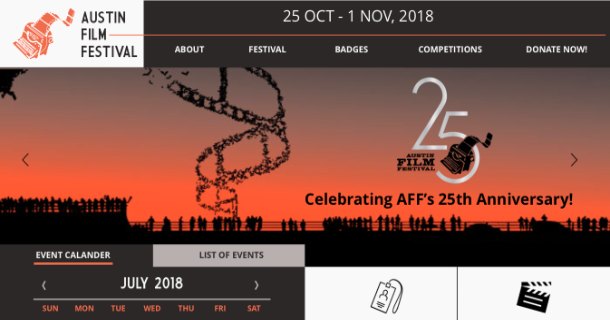 AUSTIN
FILM
FESTIVAL
25 OCT - 1 NOV, 2018
ABOUT FESTIVAL BADGES COMPETITIONS DONATE NOW!
25
AUSTIN
FILM
FESTIVAL
Celebrating AFF's 25th Anniversary!
EVENT CALANDER LIST OF EVENTS
JULY 2018
SUN MON TUE WED THU FRI SAT